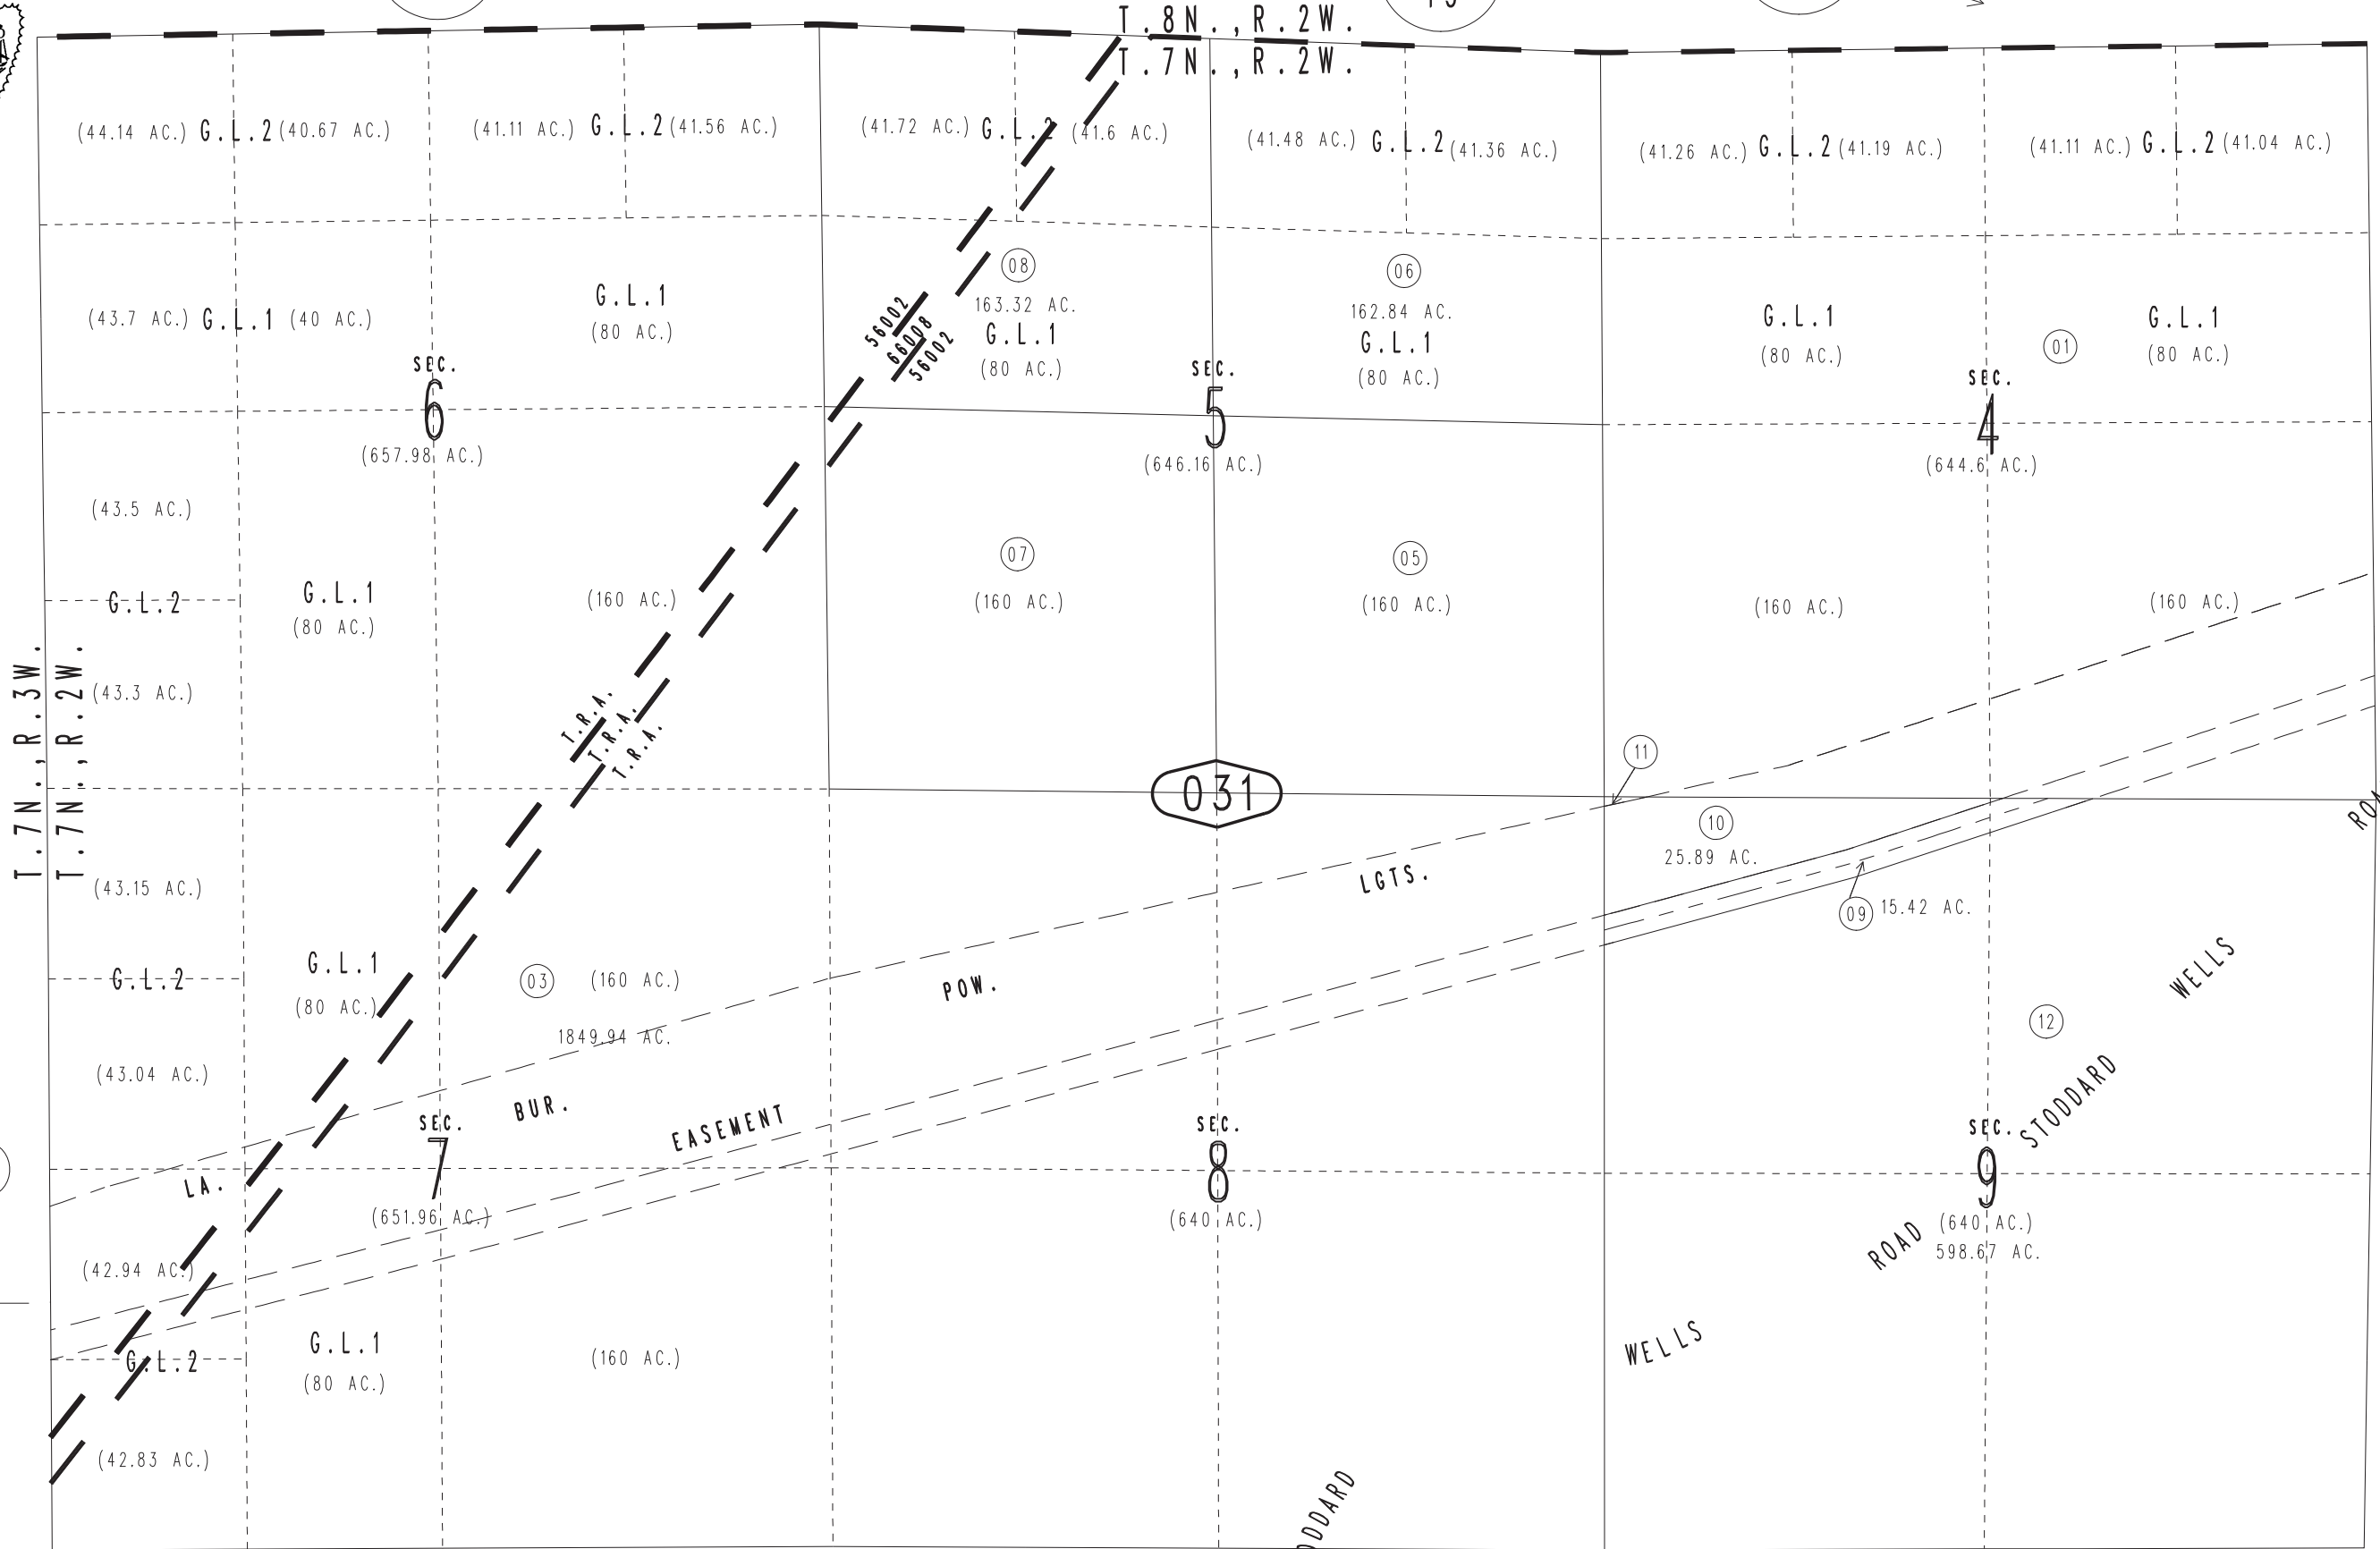 T.8N.,R.2W.
T.7N.,R.2W.
(44.14 AC.) G.L.2 (40.67 AC.)
(41.11 AC.) G.L.2 (41.56 AC.)
(41.72 AC.) G.L.2 (41.6 AC.)
(41.48 AC.) G.L.2 (41.36 AC.)
(41.26 AC.) G.L.2 (41.19 AC.)
(41.11 AC.) G.L.2 (41.04 AC.)
(43.7 AC.) G.L.1 (40 AC.)
G.L.1
(80 AC.)
56002
66008
56002
08
163.32 AC.
G.L.1
(80 AC.)
06
162.84 AC.
G.L.1
(80 AC.)
G.L.1
(80 AC.)
01
G.L.1
(80 AC.)
SEC.
6
(657.98 AC.)
SEC.
5
(646.16 AC.)
SEC.
4
(644.6 AC.)
(43.5 AC.)
G.L.2
G.L.1
(80 AC.)
(160 AC.)
07
(160 AC.)
05
(160 AC.)
(160 AC.)
(160 AC.)
T.7N.,R.3W.
T.7N.,R.2W.
(43.3 AC.)
T.R.A.
T.R.A.
T.R.A.
031
11
10
25.89 AC.
09
15.42 AC.
(43.15 AC.)
G.L.2
G.L.1
(80 AC.)
03
(160 AC.)
1849.94 AC.
LA.
BUR.
POW.
LGTS.
EASEMENT
(43.04 AC.)
12
WELLS
STODDARD
ROAD
WELLS
SEC.
7
(651.96 AC.)
SEC.
8
(640 AC.)
SEC.
9
(640 AC.)
598.67 AC.
(42.94 AC.)
G.L.2
G.L.1
(80 AC.)
(160 AC.)
(42.83 AC.)